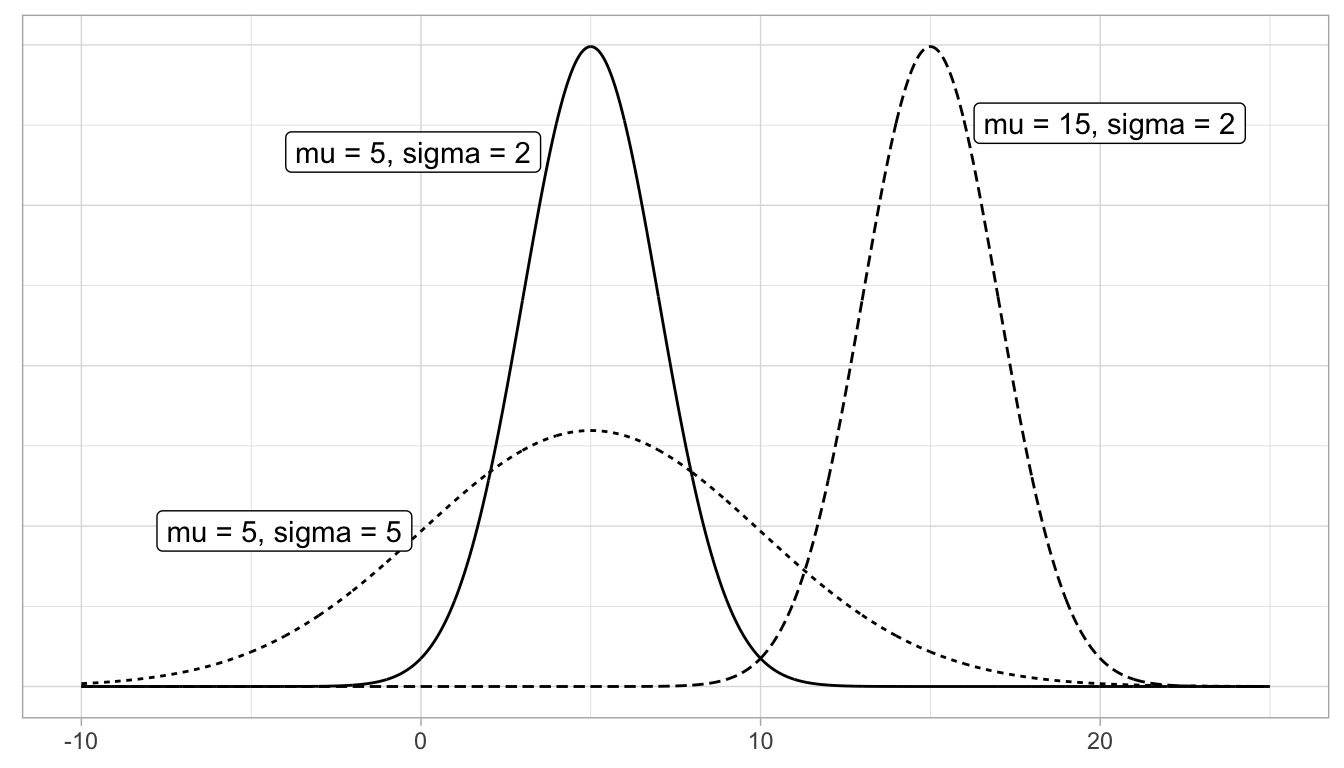 mu = 15, sigma = 2
mu = 5, sigma = 2
mu = 5, sigma = 5
-10 0 10 20